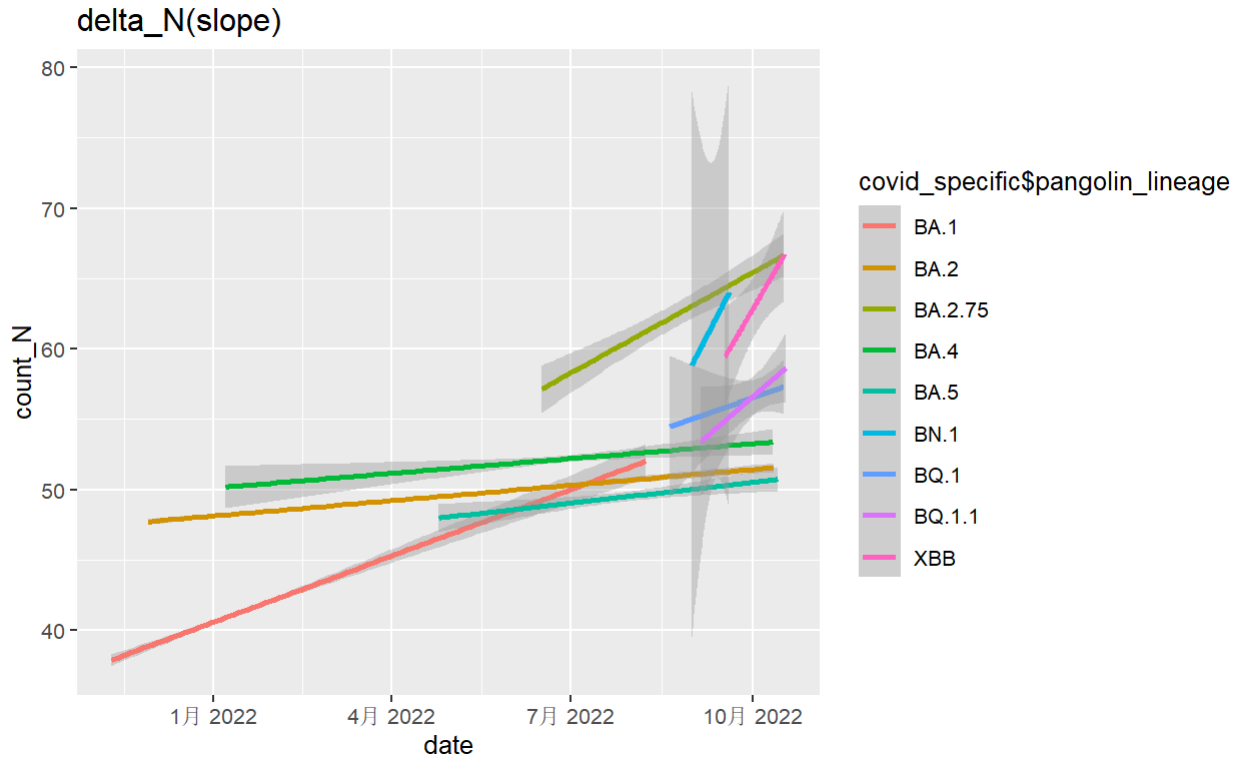 delta_N(slope)
80
70
60
50
40
count_N
1月 2022
4月 2022
7月 2022
10月 2022
date
covid_specific$pangolin_lineage
BA.1
BA.2
BA.2.75
BA.4
BA.5
BN.1
BQ.1
BQ.1.1
XBB